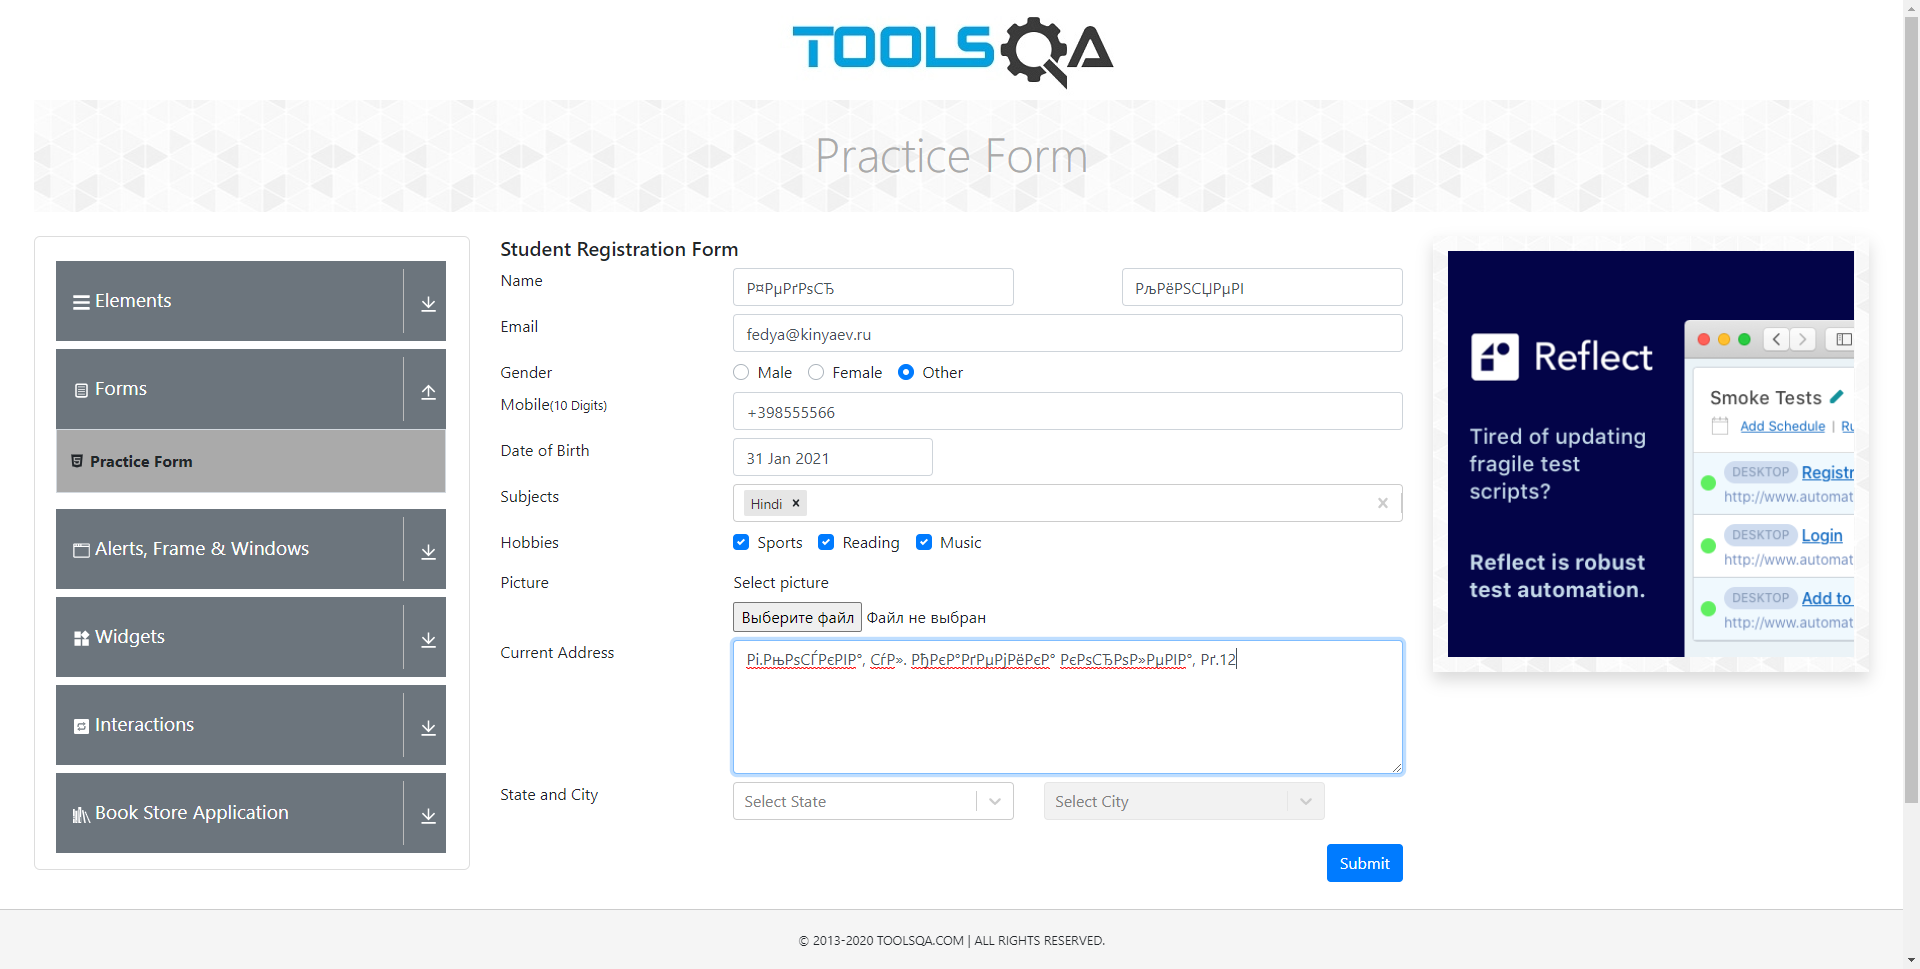 TOOLSQA
Practice Form
Elements
Forms
Practice Form
Alerts, Frame & Windows
Widgets
Interactions
Book Store Application
Student Registration Form
Name
Р¤РµРґРѕСЂ
РљРёРЅСЏРµРІ
Email
fedya@kinyaev.ru
Gender
Male Female Other
Mobile(10 Digits)
+398555566
Date of Birth
31 Jan 2021
Subjects
Hindi
Hobbies
Sports Reading Music
Picture
Select picture
Выберите файл Файл не выбран
Current Address
Рі.РњРѕСЃРєРІР°, СѓР». РђРєР°РґРµРјРёРєР° РєРѕСЂРѕР»РµРІР°, Рґ.12
State and City
Select State
Select City
Submit
Reflect
Tired of updating
fragile test
scripts?
Reflect is robust
test automation.
Smoke Tests
Add Schedule | Ru
DESKTOP Registr
http://www.automat
DESKTOP Login
http://www.automat
DESKTOP Add to
http://www.automat
© 2013-2020 TOOLSQA.COM | ALL RIGHTS RESERVED.